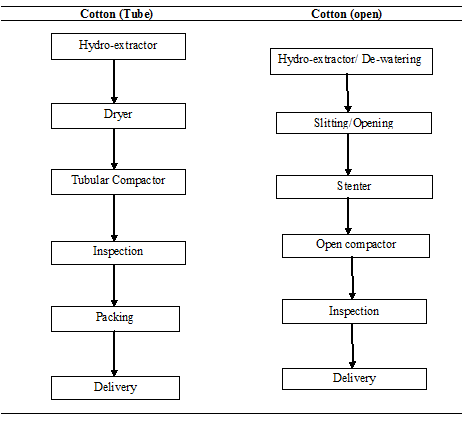 Cotton (Tube)
Hydro-extractor
Dryer
Tubular Compactor
Inspection
Packing
Delivery
Cotton (open)
Hydro-extractor/ De-watering
Slitting/Opening
Stenter
Open compactor
Inspection
Delivery